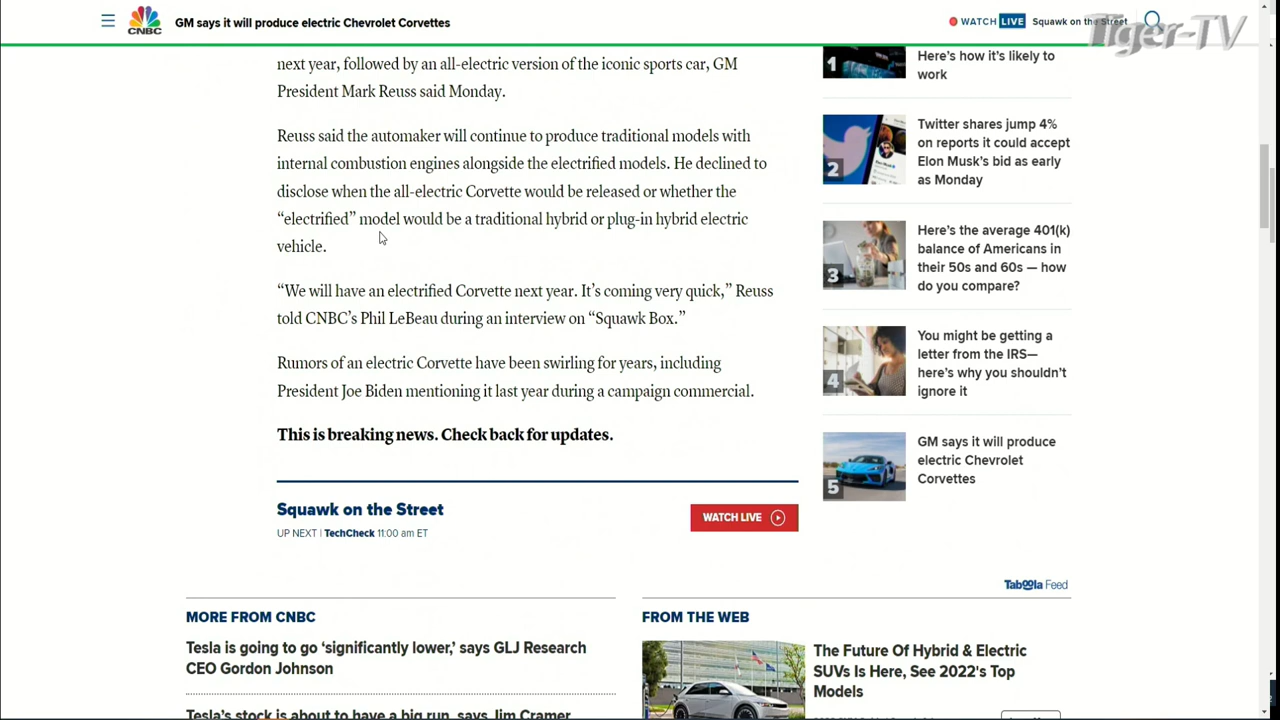 CNBC
GM says it will produce electric Chevrolet Corvettes
WATCH LIVE
Squawk on the Street
Tiger-TV
next year, followed by an all-electric version of the iconic sports car, GM
President Mark Reuss said Monday.
Reuss said the automaker will continue to produce traditional models with
internal combustion engines alongside the electrified models. He declined to
disclose when the all-electric Corvette would be released or whether the
“electrified” model would be a traditional hybrid or plug-in hybrid electric
vehicle.
“We will have an electrified Corvette next year. It’s coming very quick,” Reuss
told CNBC’s Phil LeBeau during an interview on “Squawk Box.”
Rumors of an electric Corvette have been swirling for years, including
President Joe Biden mentioning it last year during a campaign commercial.
This is breaking news. Check back for updates.
Squawk on the Street
UP NEXT | TechCheck 11:00 am ET
WATCH LIVE
1
Here’s how it’s likely to
work
2
Twitter shares jump 4%
on reports it could accept
Elon Musk’s bid as early
as Monday
3
Here’s the average 401(k)
balance of Americans in
their 50s and 60s — how
do you compare?
4
You might be getting a
letter from the IRS—
here’s why you shouldn’t
ignore it
5
GM says it will produce
electric Chevrolet
Corvettes
Taboola Feed
MORE FROM CNBC
Tesla is going to go ‘significantly lower,’ says GLJ Research
CEO Gordon Johnson
Tesla’s stock is about to have a big run, says Jim Cramer
FROM THE WEB
The Future Of Hybrid & Electric
SUVs Is Here, See 2022's Top
Models